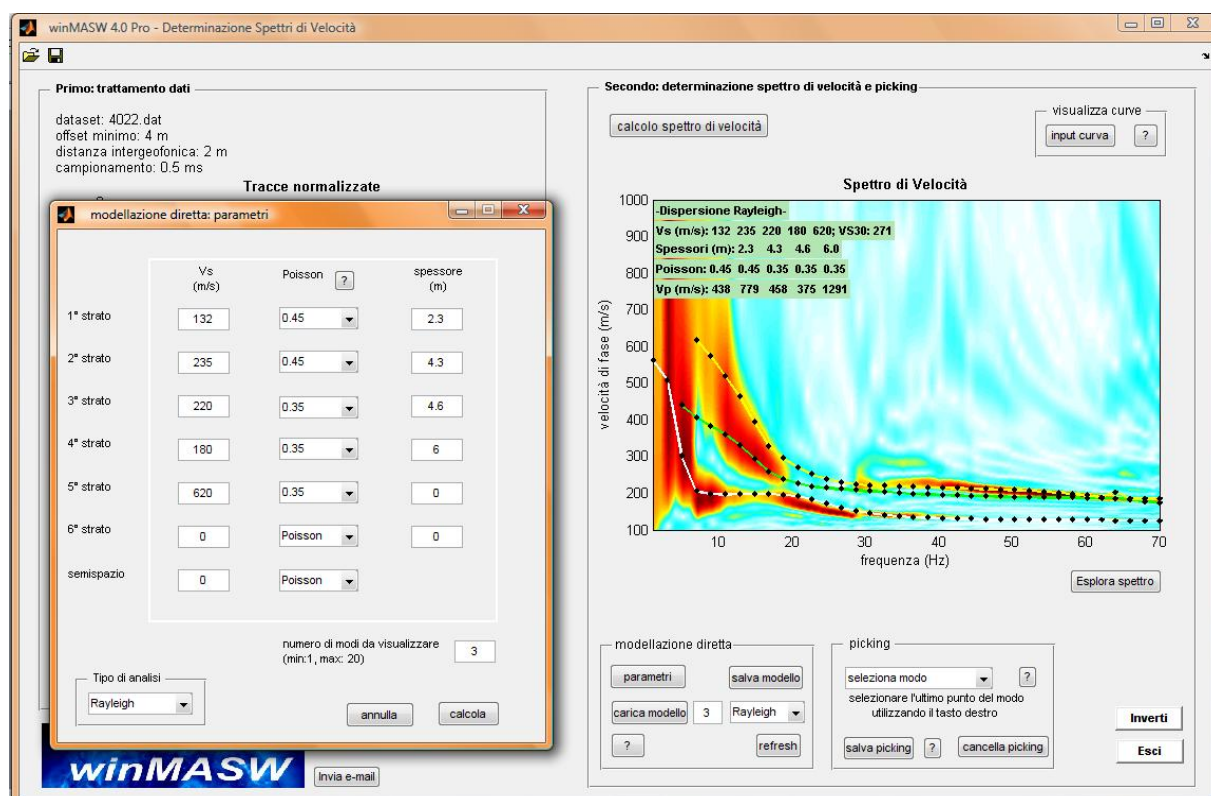 winMASW 4.0 Pro - Determinazione Spettri di Velocità
Primo: trattamento dati
dataset: 4022.dat
offset minimo: 4 m
distanza intergeofonica: 2 m
campionamento: 0.5 ms
Tracce normalizzate
modellazione diretta: parametri
Vs (m/s) Poisson ? spessore (m)
1° strato 132 0.45 2.3
2° strato 235 0.45 4.3
3° strato 220 0.35 4.6
4° strato 180 0.35 6
5° strato 620 0.35 0
6° strato 0 Poisson 0
semispazio 0 Poisson
numero di modi da visualizzare
(min:1, max: 20) 3
Tipo di analisi
Rayleigh
annulla calcola
winMASW
Invia e-mail
Secondo: determinazione spettro di velocità e picking
calcolo spettro di velocità
visualizza curve
input curva ?
Spettro di Velocità
-Dispersione Rayleigh-
Vs (m/s): 132 235 220 180 620; VS30: 271
Spessori (m): 2.3 4.3 4.6 6.0
Poisson: 0.45 0.45 0.35 0.35 0.35
Vp (m/s): 438 779 458 375 1291
velocità di fase (m/s)
1000
900
800
700
600
500
400
300
200
100
10 20 30 40 50 60 70
frequenza (Hz)
Esplora spettro
modellazione diretta
parametri salva modello
carica modello 3 Rayleigh
? refresh
picking
seleziona modo ?
selezionare l'ultimo punto del modo
utilizzando il tasto destro
salva picking ? cancella picking
Inverti
Esci